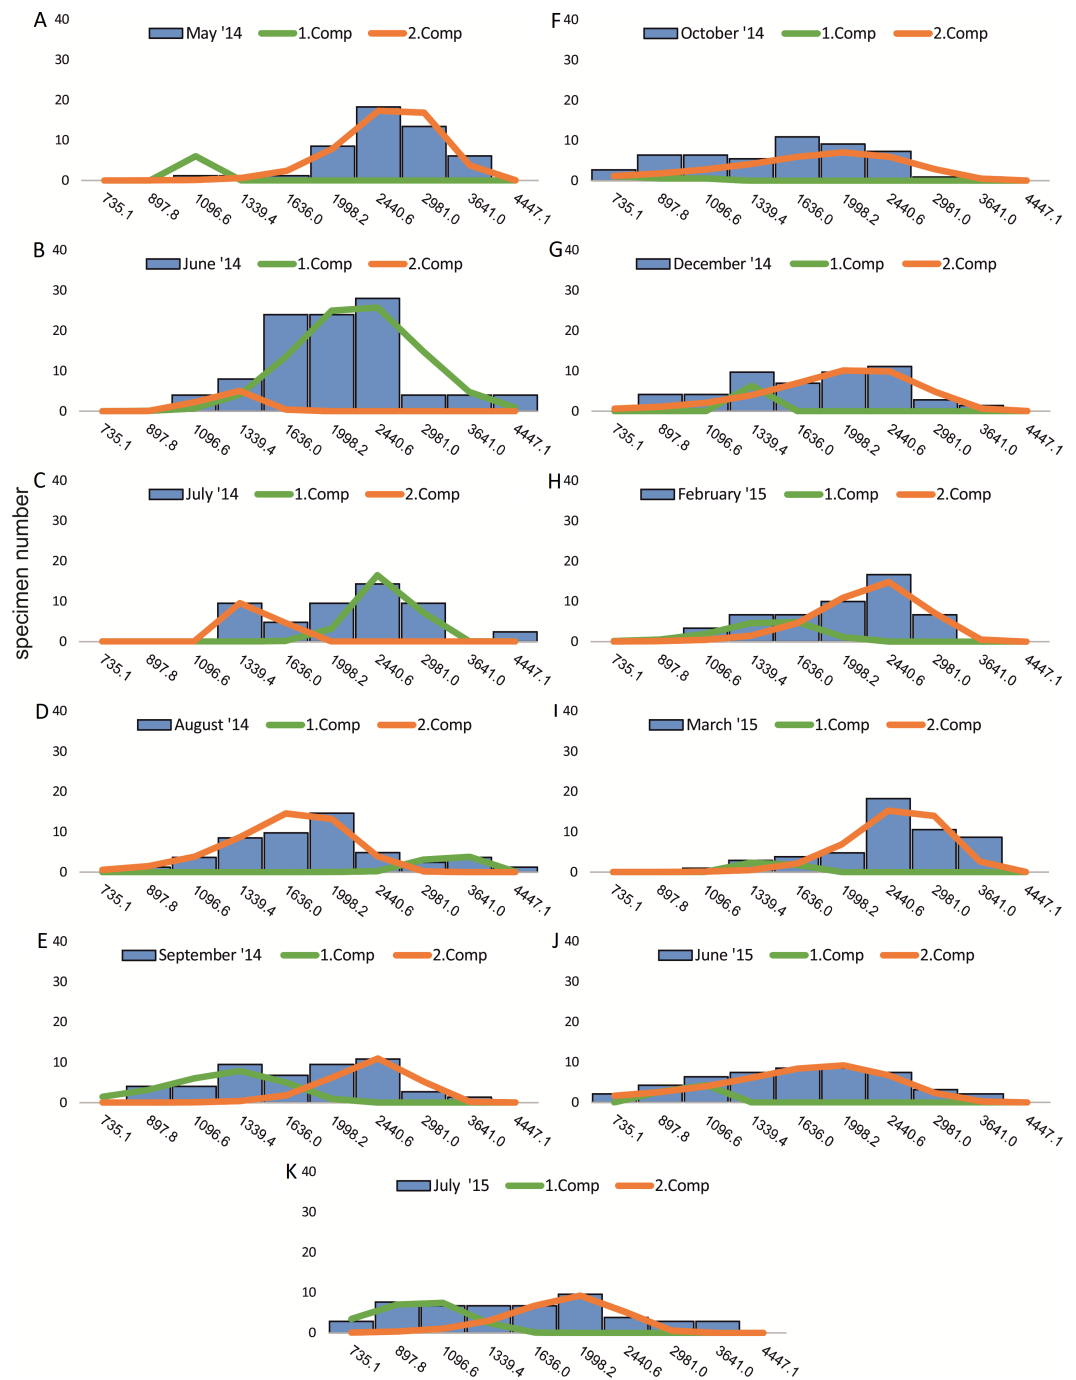 specimen number
A
40
May '14 1.Comp 2.Comp
30
20
10
0
735.1 897.8 1096.6 1339.4 1636.0 1998.2 2440.6 2981.0 3641.0 4447.1
F
40
October '14 1.Comp 2.Comp
30
20
10
0
735.1 897.8 1096.6 1339.4 1636.0 1998.2 2440.6 2981.0 3641.0 4447.1
B
40
June '14 1.Comp 2.Comp
30
20
10
0
735.1 897.8 1096.6 1339.4 1636.0 1998.2 2440.6 2981.0 3641.0 4447.1
G
40
December '14 1.Comp 2.Comp
30
20
10
0
735.1 897.8 1096.6 1339.4 1636.0 1998.2 2440.6 2981.0 3641.0 4447.1
C
40
July '14 1.Comp 2.Comp
30
20
10
0
735.1 897.8 1096.6 1339.4 1636.0 1998.2 2440.6 2981.0 3641.0 4447.1
H
40
February '15 1.Comp 2.Comp
30
20
10
0
735.1 897.8 1096.6 1339.4 1636.0 1998.2 2440.6 2981.0 3641.0 4447.1
D
40
August '14 1.Comp 2.Comp
30
20
10
0
735.1 897.8 1096.6 1339.4 1636.0 1998.2 2440.6 2981.0 3641.0 4447.1
I
40
March '15 1.Comp 2.Comp
30
20
10
0
735.1 897.8 1096.6 1339.4 1636.0 1998.2 2440.6 2981.0 3641.0 4447.1
E
40
September '14 1.Comp 2.Comp
30
20
10
0
735.1 897.8 1096.6 1339.4 1636.0 1998.2 2440.6 2981.0 3641.0 4447.1
J
40
June '15 1.Comp 2.Comp
30
20
10
0
735.1 897.8 1096.6 1339.4 1636.0 1998.2 2440.6 2981.0 3641.0 4447.1
K
40
July '15 1.Comp 2.Comp
30
20
10
0
735.1 897.8 1096.6 1339.4 1636.0 1998.2 2440.6 2981.0 3641.0 4447.1